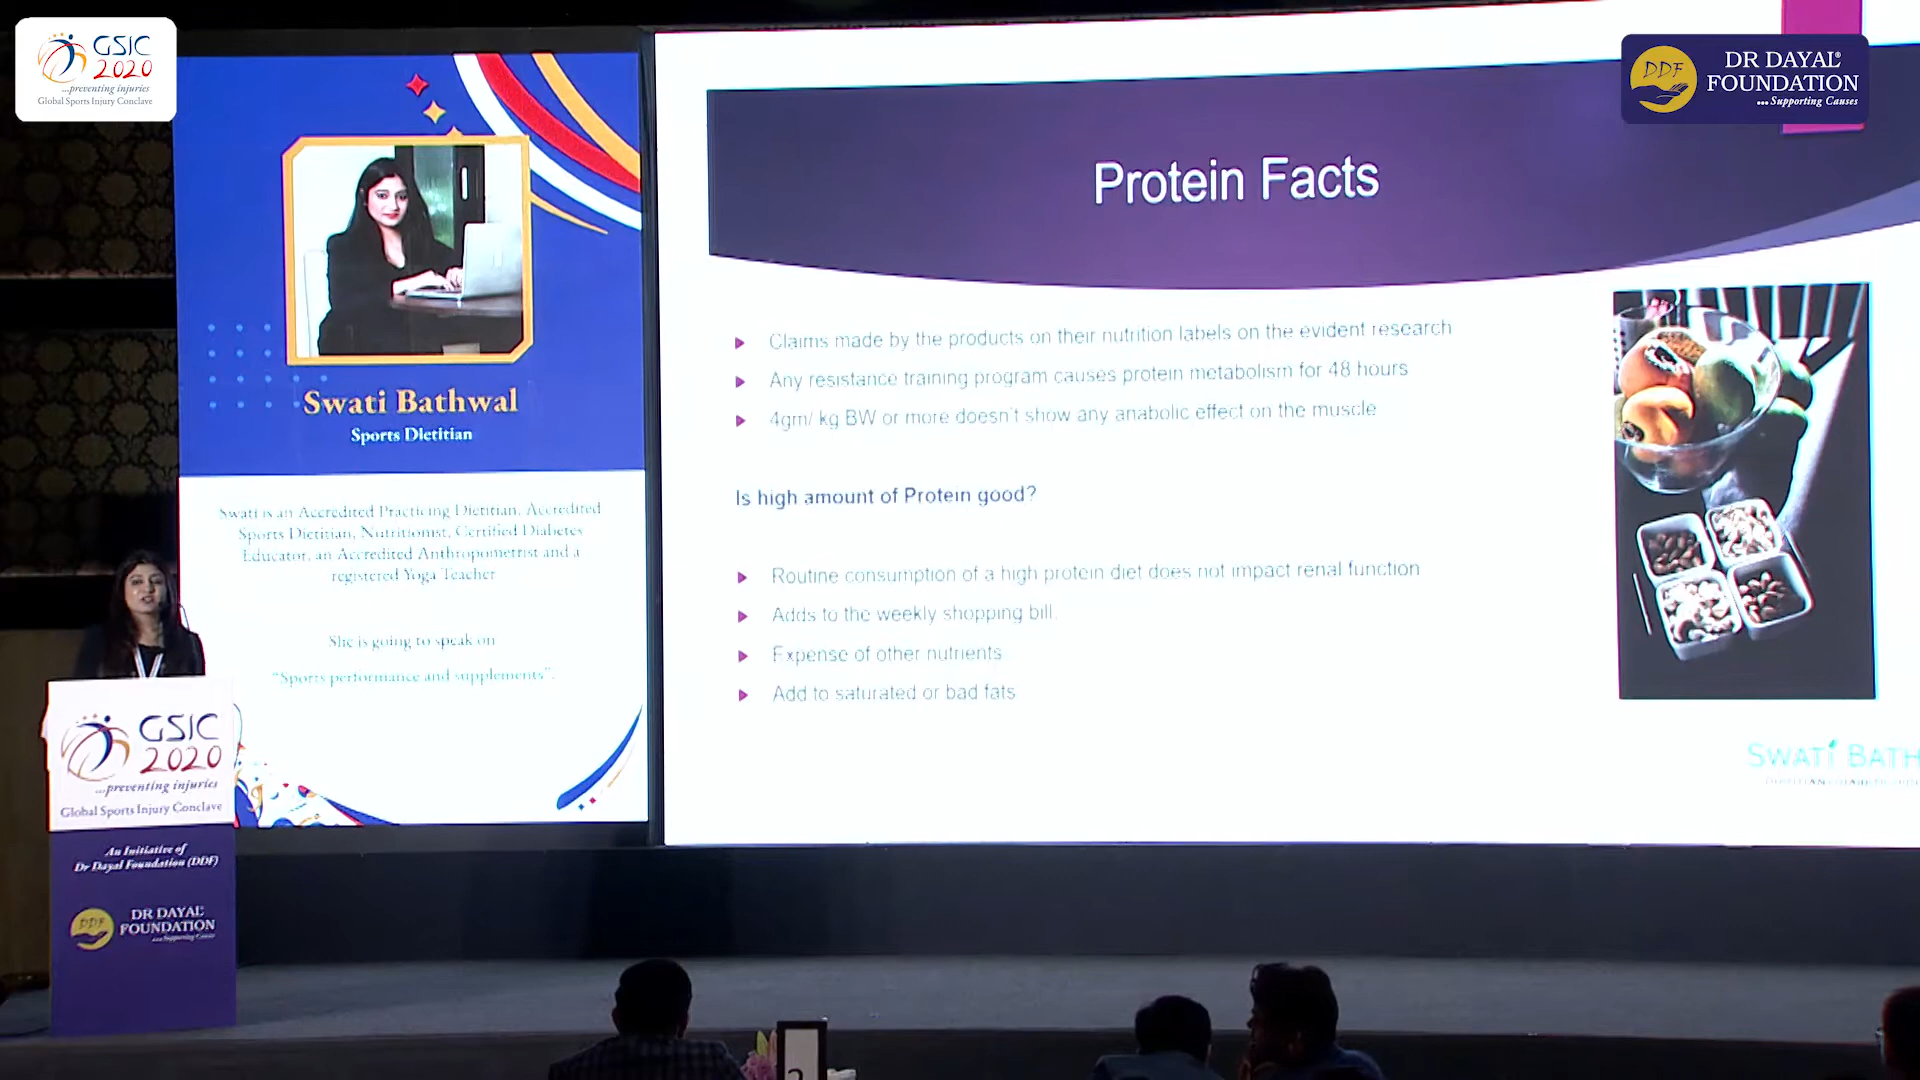 GSIC
2020
...preventing injuries
Global Sports Injury Conclave
DDF
DR DAYAL®
FOUNDATION
... Supporting Causes
Swati Bathwal
Sports Dietitian
Swati is an Accredited Practicing Dietitian, Accredited
Sports Dietitian, Nutritionist, Certified Diabetes
Educator, an Accredited Anthropometrist and a
registered Yoga Teacher
She is going to speak on
"Sports performance and supplements".
Protein Facts
Claims made by the products on their nutrition labels on the evident research
Any resistance training program causes protein metabolism for 48 hours
4gm/ kg BW or more doesn't show any anabolic effect on the muscle
Is high amount of Protein good?
Routine consumption of a high protein diet does not impact renal function
Adds to the weekly shopping bill.
Expense of other nutrients
Add to saturated or bad fats
SWATI BATH
GSIC
2020
...preventing injuries
Global Sports Injury Conclave
An Initiative of
Dr Dayal Foundation (DDF)
DDF
DR DAYAL
FOUNDATION
... Supporting Causes
2